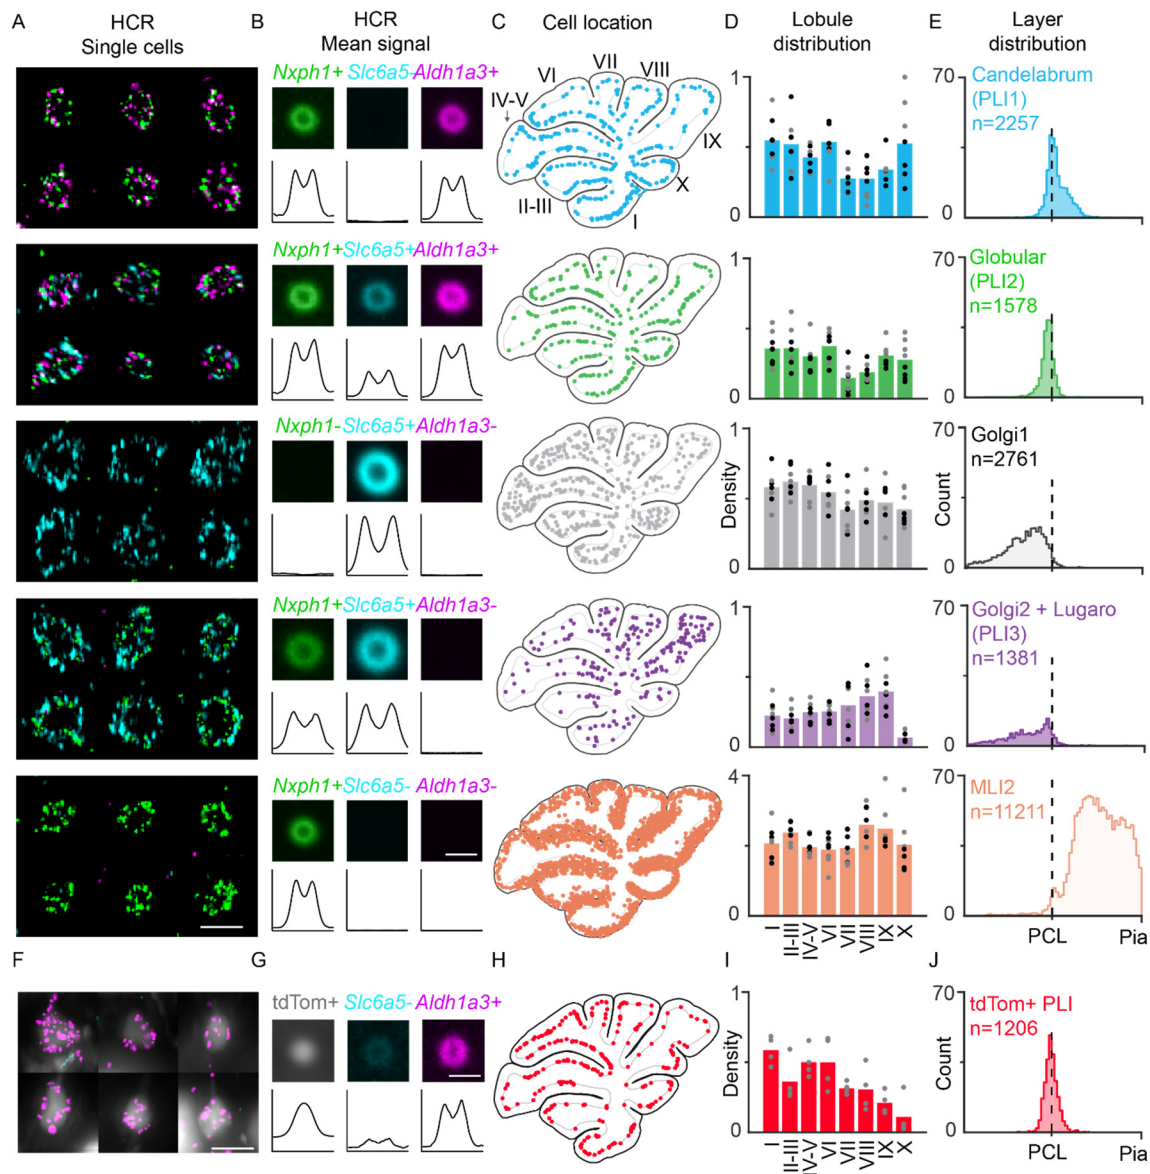 A
HCR
Single cells
B
HCR
Mean signal
C
Cell location
D
Lobule
distribution
E
Layer
distribution
Nxph1+ Slc6a5- Aldh1a3+
IV-V
VI
VII
VIII
IX
X
II-III
I
1
0
70
Candelabrum
(PLI1)
n=2257
0
Nxph1+ Slc6a5+ Aldh1a3+
1
0
70
Globular
(PLI2)
n=1578
0
Nxph1- Slc6a5+ Aldh1a3-
1
Density
0
70
Golgi1
n=2761
Count
0
Nxph1+ Slc6a5+ Aldh1a3-
1
0
70
Golgi2 + Lugaro
(PLI3)
n=1381
0
Nxph1+ Slc6a5- Aldh1a3-
4
2
0
I
II-III
IV-V
VI
VII
VIII
IX
X
70
MLI2
n=11211
0
PCL
Pia
F
G
tdTom+ Slc6a5- Aldh1a3+
H
I
1
Density
0
I
II-III
IV-V
VI
VII
VIII
IX
X
J
70
tdTom+ PLI
n=1206
Count
0
PCL
Pia